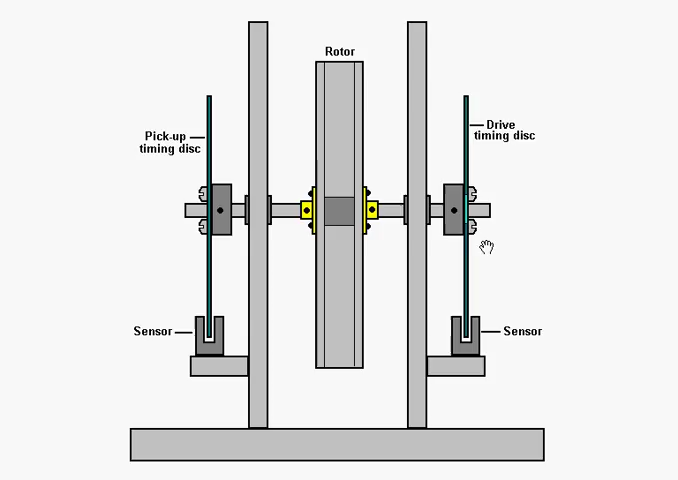 Rotor
Pick-up
timing disc
Drive
timing disc
Sensor
Sensor